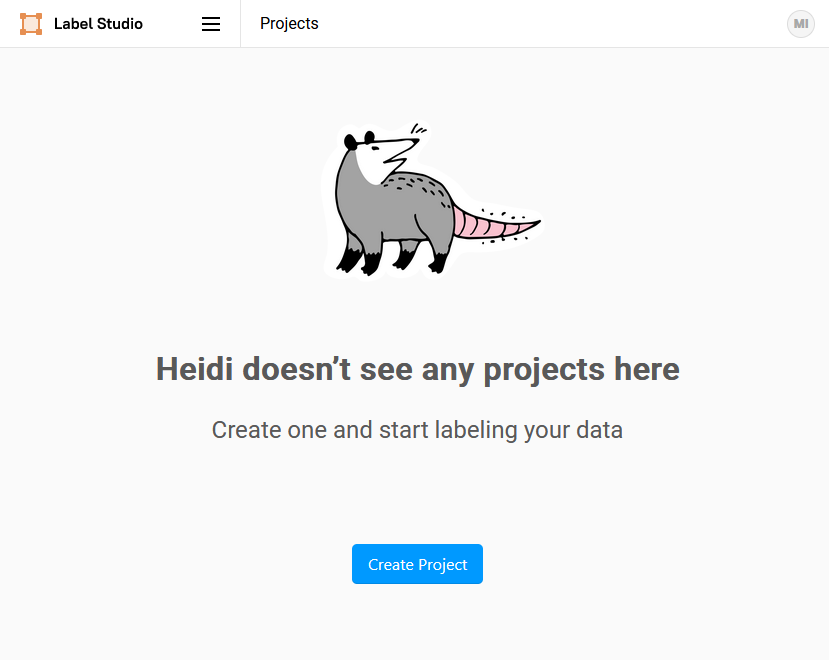 Label Studio
Projects
MI
Heidi doesn’t see any projects here
Create one and start labeling your data
Create Project